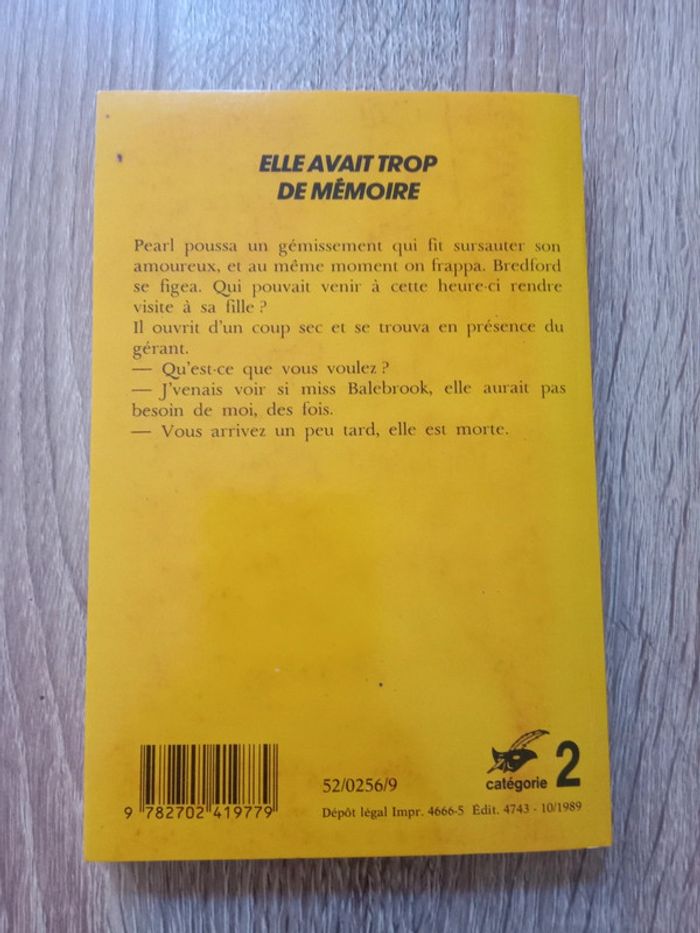 ELLE AVAIT TROP
DE MÉMOIRE
Pearl poussa un gémissement qui fit sursauter son
amoureux, et au même moment on frappa. Bredford
se figea. Qui pouvait venir à cette heure-ci rendre
visite à sa fille ?
Il ouvrit d'un coup sec et se trouva en présence du
gérant.
— Qu'est-ce que vous voulez ?
— J'venais voir si miss Balebrook, elle aurait pas
besoin de moi, des fois.
— Vous arrivez un peu tard, elle est morte.
9 782702 419779
52/0256/9
catégorie 2
Dépôt légal Impr. 4666-5 Édit. 4743 - 10/1989